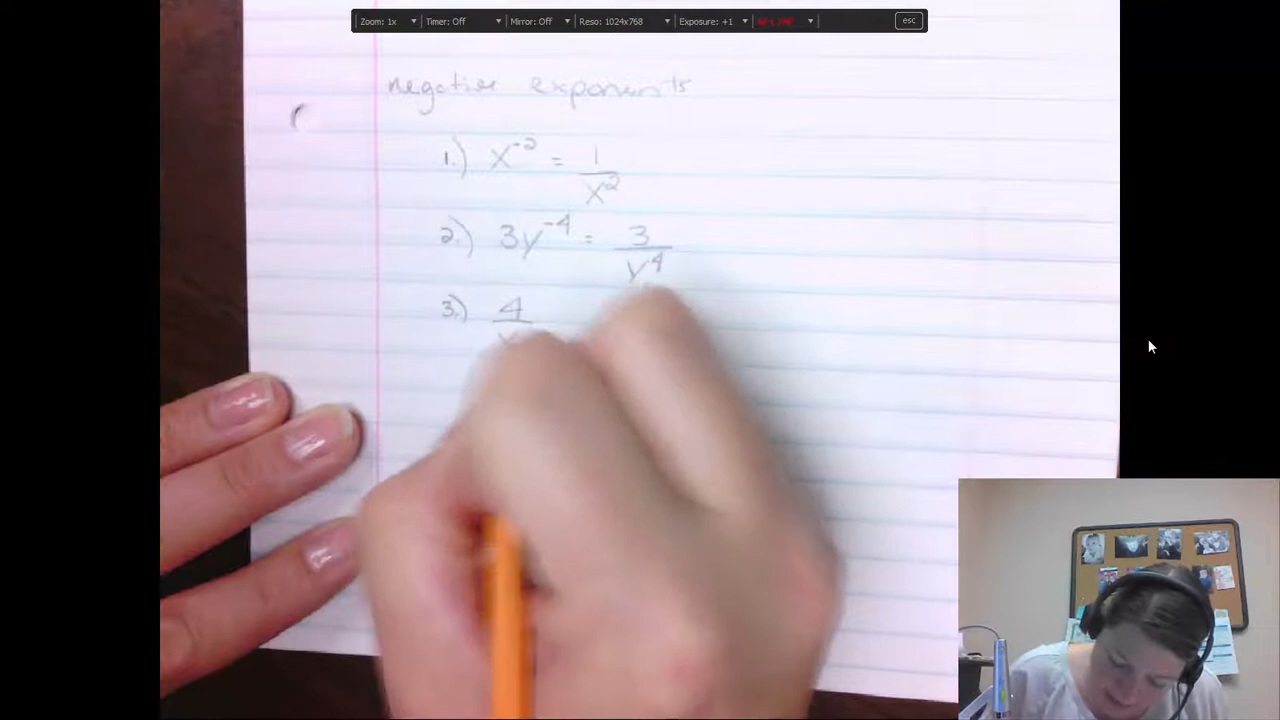 Zoom: 1x Timer: Off Mirror: Off Reso: 1024x768 Exposure: +1 esc
negative exponents
1.) x⁻² = 1/x²
2.) 3y⁻⁴ = 3/y⁴
3.) 4/x